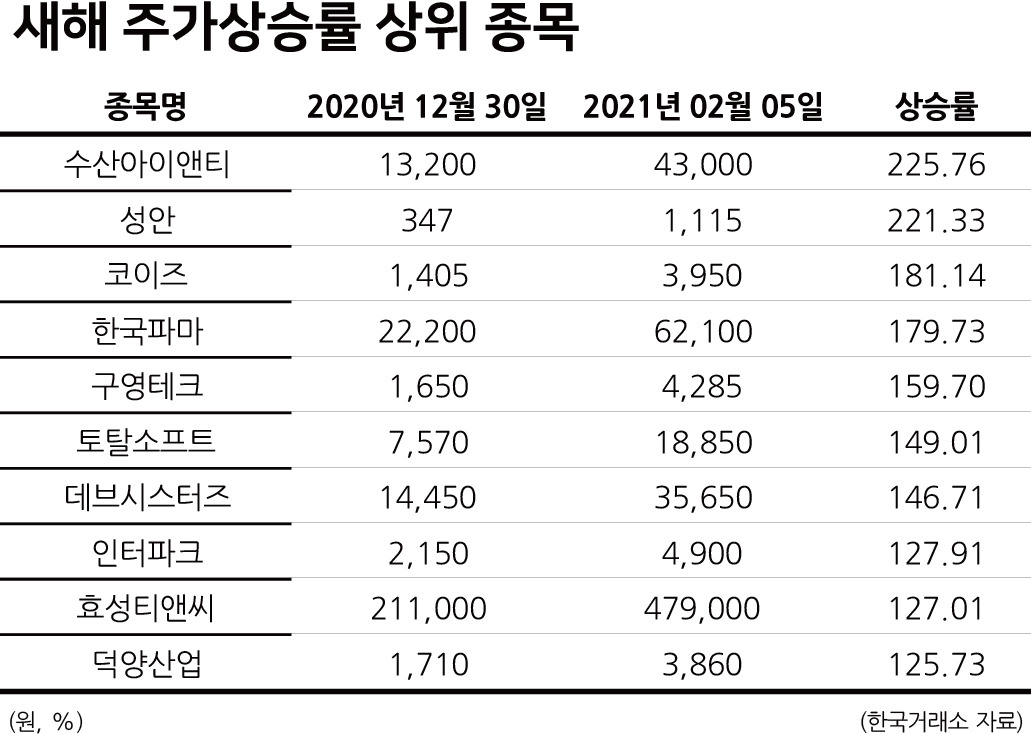 새해 주가상승률 상위 종목
종목명 2020년 12월 30일 2021년 02월 05일 상승률
수산아이앤티 13,200 43,000 225.76
성안 347 1,115 221.33
코이즈 1,405 3,950 181.14
한국파마 22,200 62,100 179.73
구영테크 1,650 4,285 159.70
토탈소프트 7,570 18,850 149.01
데브시스터즈 14,450 35,650 146.71
인터파크 2,150 4,900 127.91
효성티앤씨 211,000 479,000 127.01
덕양산업 1,710 3,860 125.73
(원, %) (한국거래소 자료)